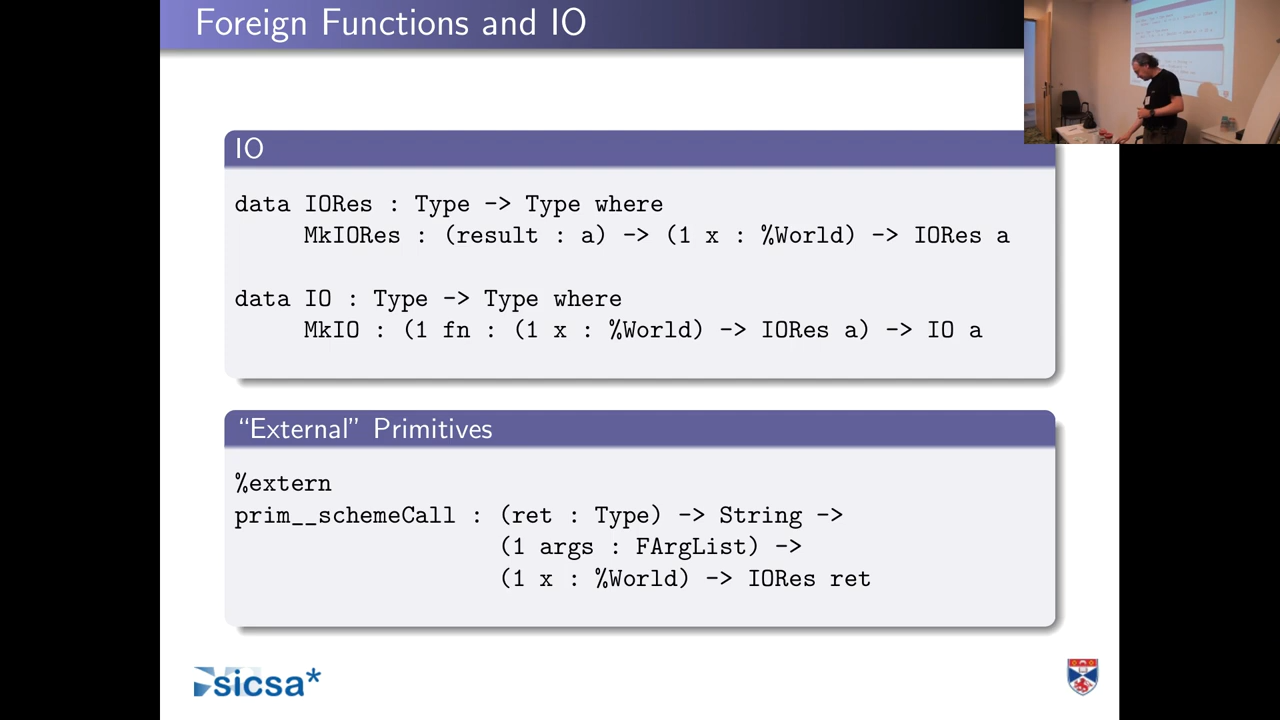 Foreign Functions and IO
IO
data IORes : Type -> Type where
MkIORes : (result : a) -> (1 x : %World) -> IORes a
data IO : Type -> Type where
MkIO : (1 fn : (1 x : %World) -> IORes a) -> IO a
“External” Primitives
%extern
prim__schemeCall : (ret : Type) -> String ->
(1 args : FArgList) ->
(1 x : %World) -> IORes ret
sicsa*